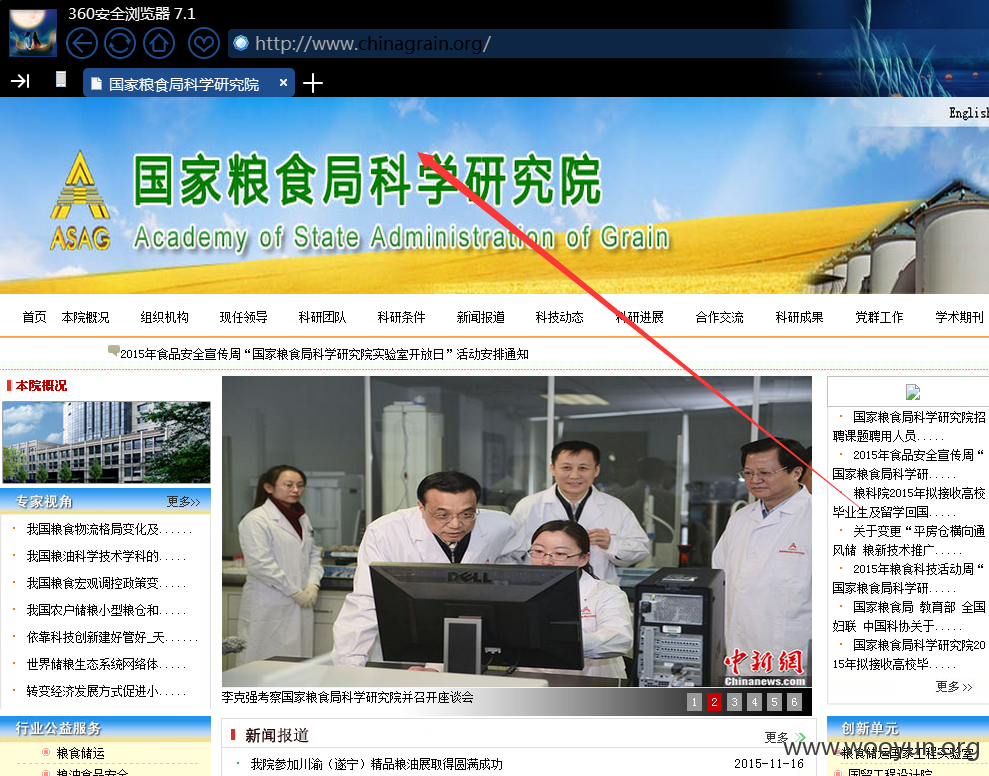 360安全浏览器 7.1
http://www.chinagrain.org/
国家粮食局科学研究院
English
国家粮食局科学研究院
ASAG
Academy of State Administration of Grain
首页 本院概况 组织机构 现任领导 科研团队 科研条件 新闻报道 科技动态 科研进展 合作交流 科研成果 党群工作 学术期刊
2015年食品安全宣传周“国家粮食局科学研究院实验室开放日”活动安排通知
本院概况
专家视角 更多>>
我国粮食物流格局变化及......
我国粮油科学技术学科的.....
我国粮食宏观调控政策变.....
我国农户储粮小型粮仓和.....
依靠科技创新建好管好_天......
世界储粮生态系统网络体.....
转变经济发展方式促进小.....
行业公益服务
粮食储运
粮油食品安全
DELL
中新网
Chinanews.com
李克强考察国家粮食局科学研究院并召开座谈会
1 2 3 4 5 6
新闻报道 更多
我院参加川渝（遂宁）精品粮油展取得圆满成功 2015-11-16
国家粮食局科学研究院招
聘课题聘用人员.....
2015年食品安全宣传周“
国家粮食局科学研.....
粮科院2015年拟接收高校
毕业生及留学回国.....
关于变更“平房仓横向通
风储 粮新技术推广.....
2015年粮食科技活动周“
国家粮食局科学研.....
国家粮食局 教育部 全国
妇联 中国科协关于.....
国家粮食局科学研究院20
15年拟接收高校毕.....
更多>>
创新单元
粮食储运国家工程实验室
国贸工程设计院
www.wooyun.org